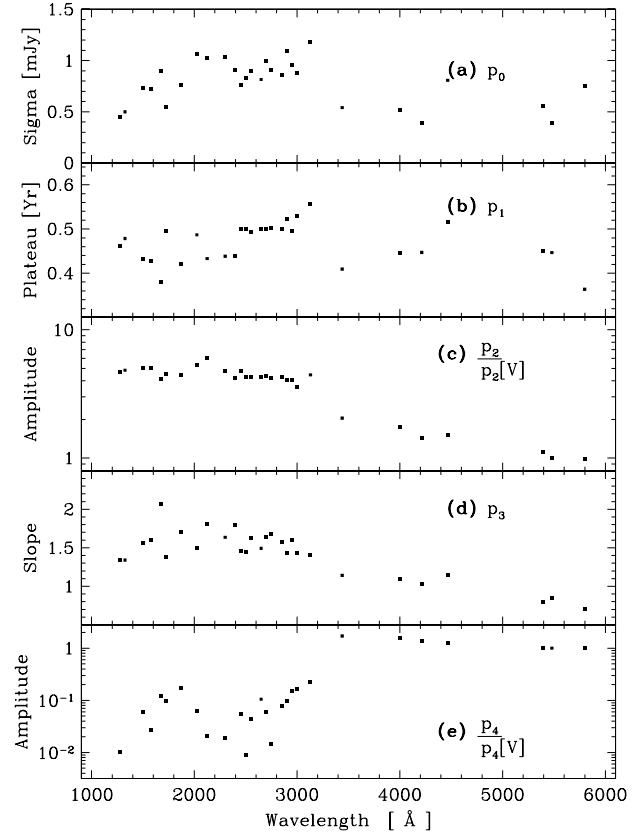 1.5
1
0.5
0
Sigma [mJy]
(a) p0
0.6
0.5
0.4
Plateau [Yr]
(b) p1
10
1
Amplitude
(c) p2
p2[V]
2
1.5
1
Slope
(d) p3
1
10−1
10−2
Amplitude
(e) p4
p4[V]
1000 2000 3000 4000 5000 6000
Wavelength [ Å ]